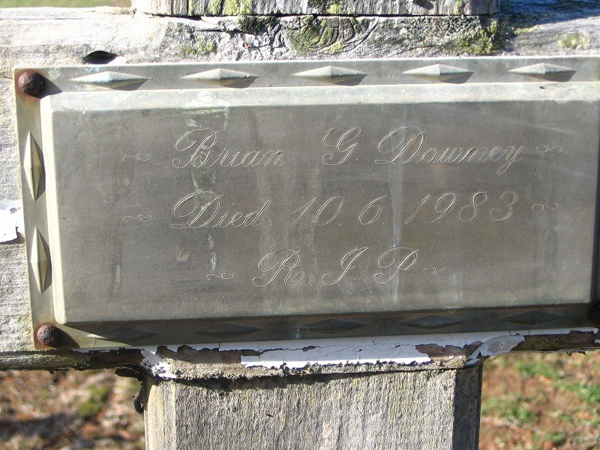 ~ Brian G. Downey ~
~ Died 10.6.1983 ~
~ R.J.P ~